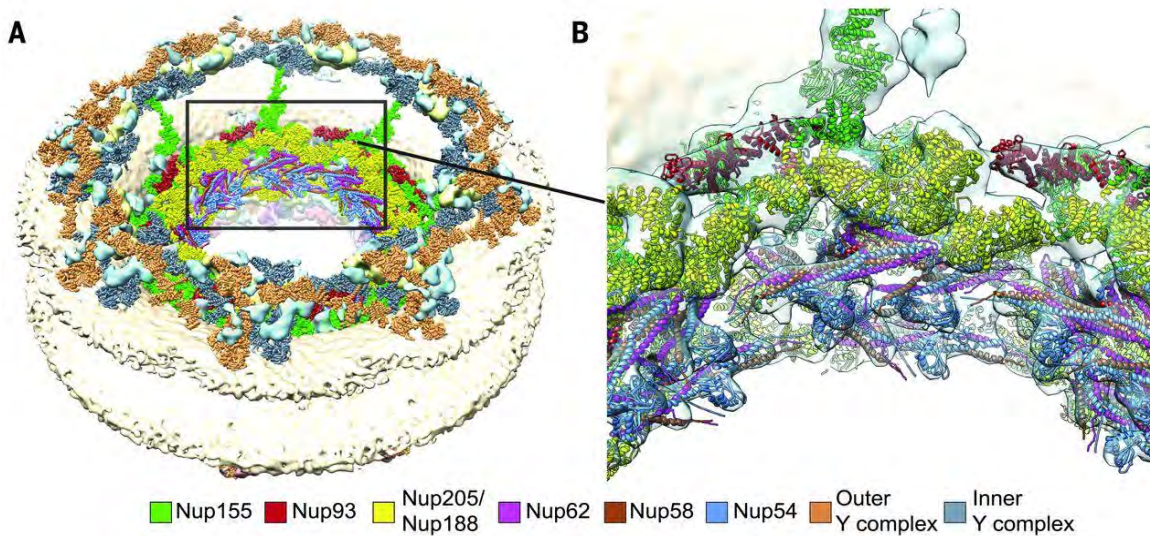 A
B
Nup155
Nup93
Nup205/
Nup188
Nup62
Nup58
Nup54
Outer
Y complex
Inner
Y complex